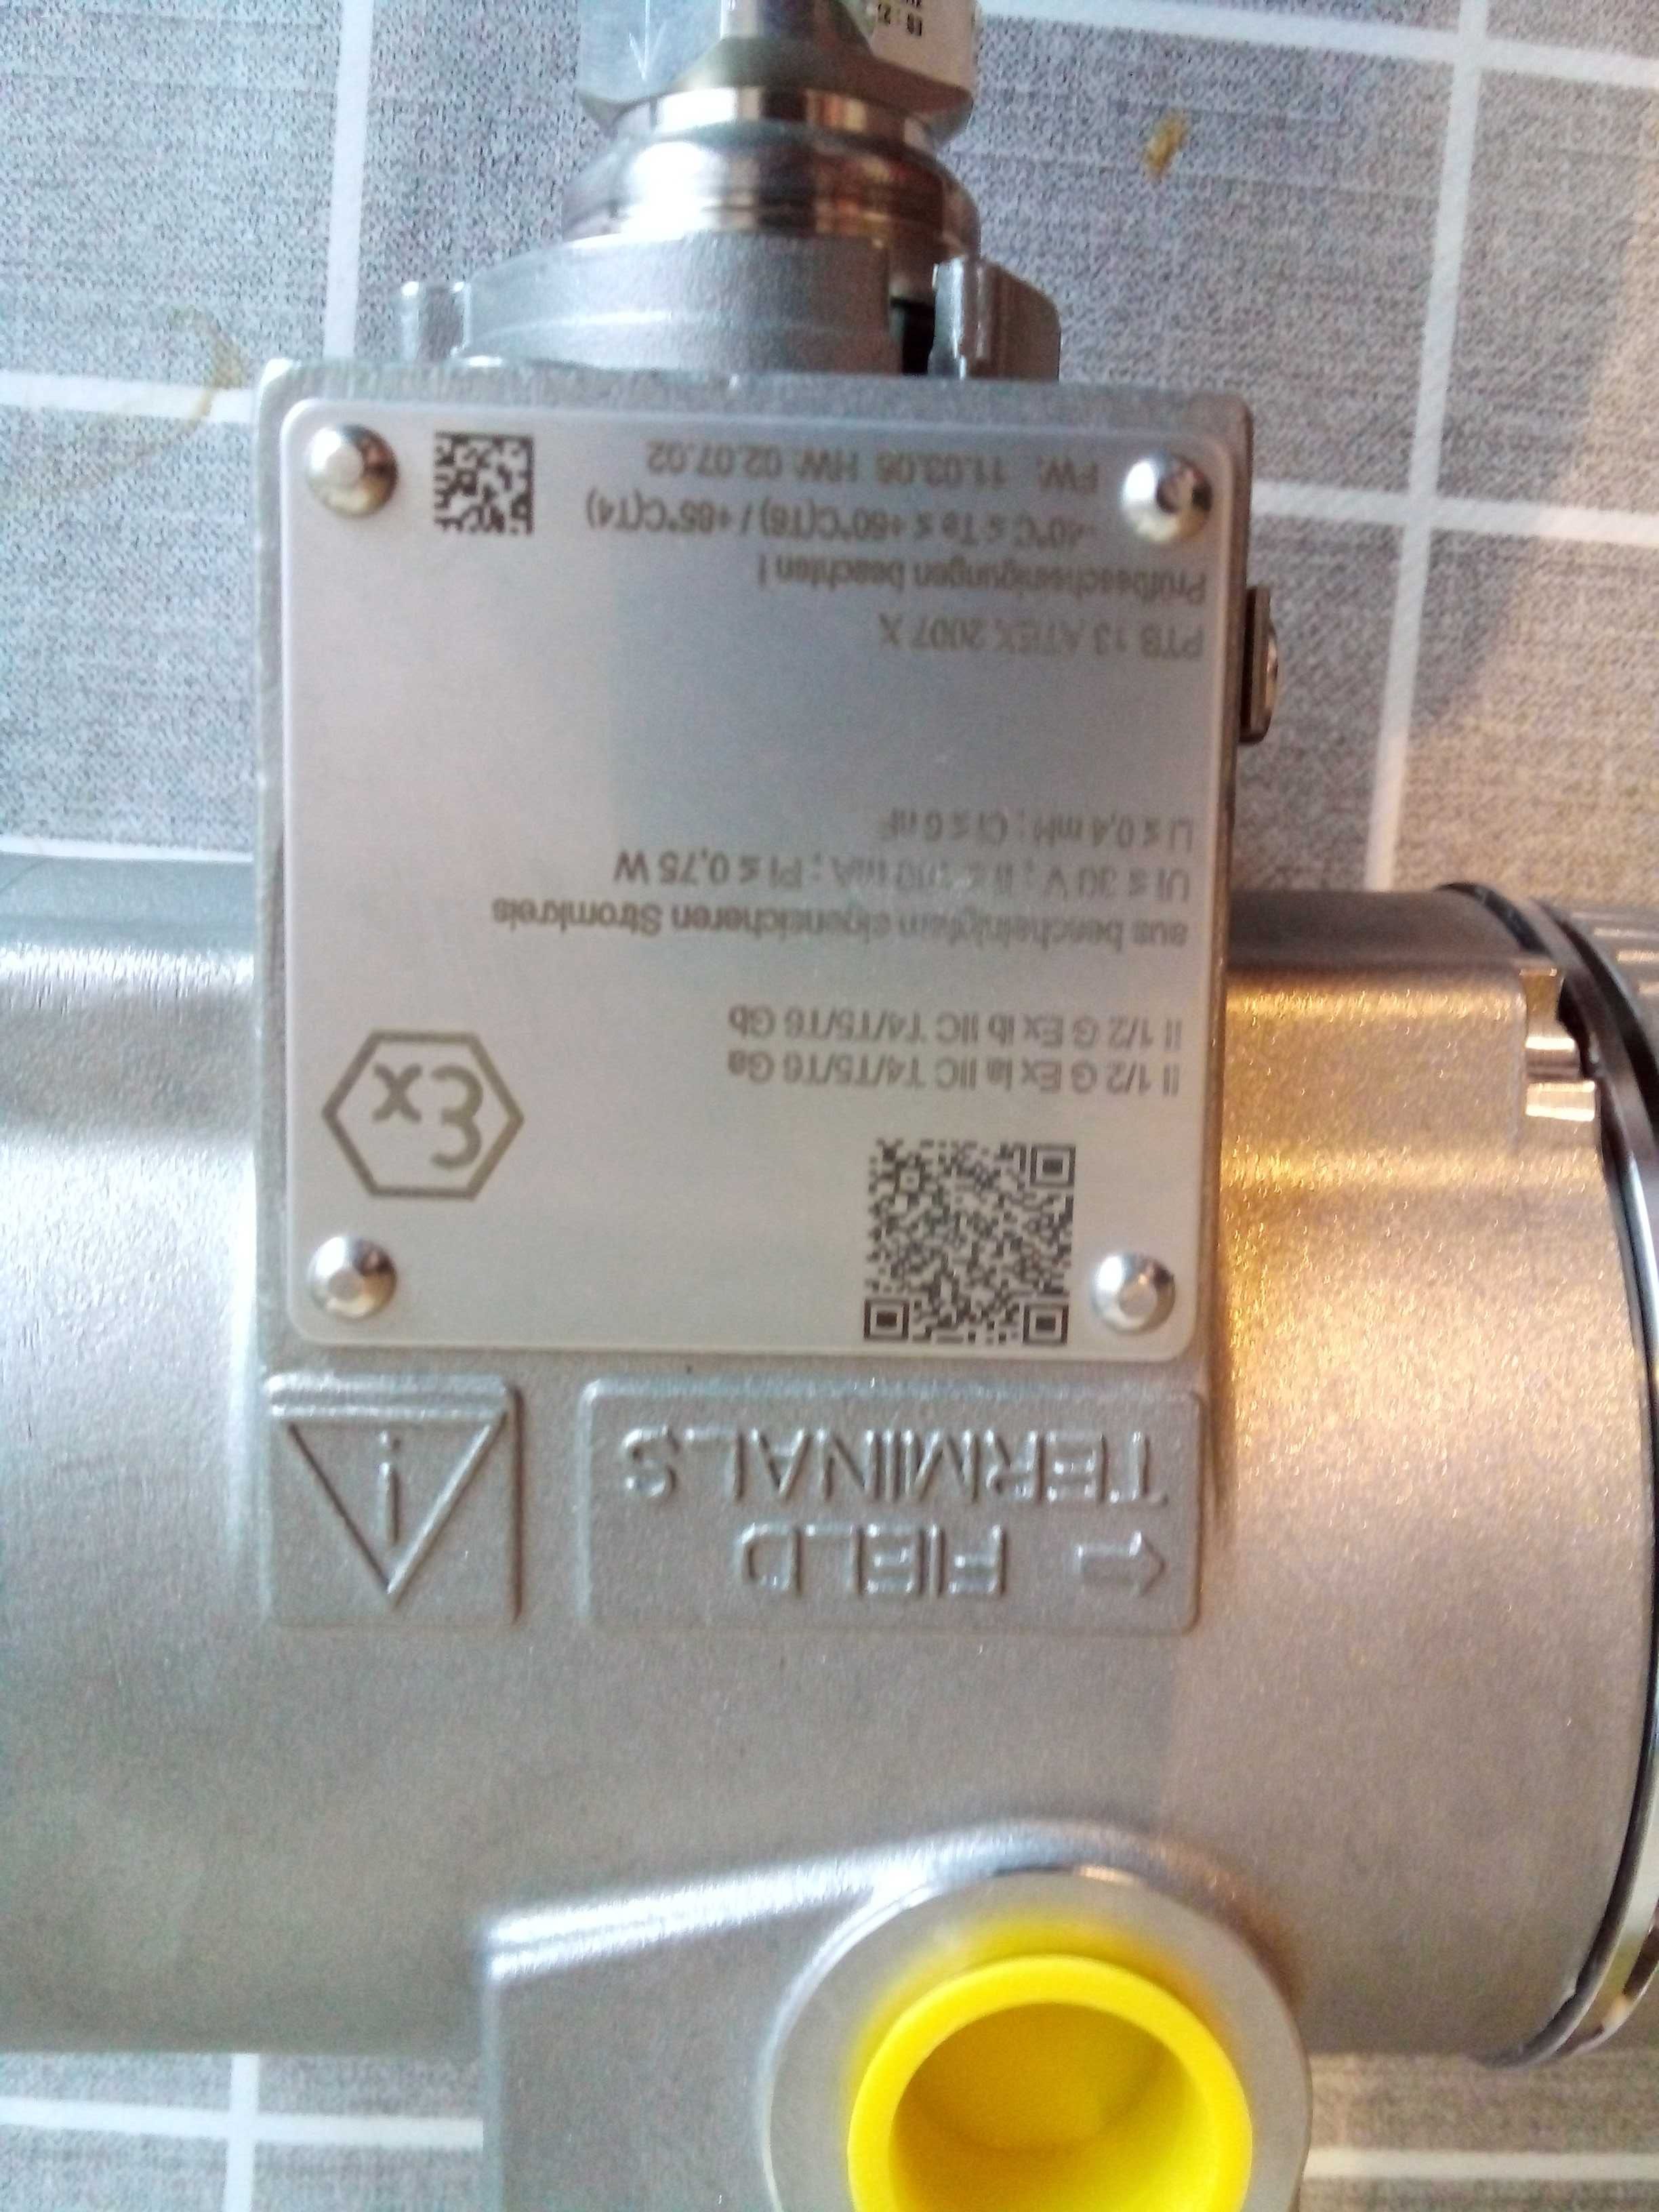 ← FIELD
TERMINALS
II 1/2 G Ex ia IIC T4/T5/T6 Ga
II 1/2 G Ex ib IIC T4/T5/T6 Gb
εx
aus bescheinigtem eigensicheren Stromkreis
Ui ≤ 30 V ; Ii ≤ mA ; Pi ≤ 0,75 W
Li ≤ 0,4 mH ; Ci ≤ 6 nF
PTB 13 ATEX 2007 X
Prüfbescheinigungen beachten !
-40°C ≤ Ta ≤ +60°C(T6) / +85°C(T4)
FW: 11.03.06 HW: 02.07.02